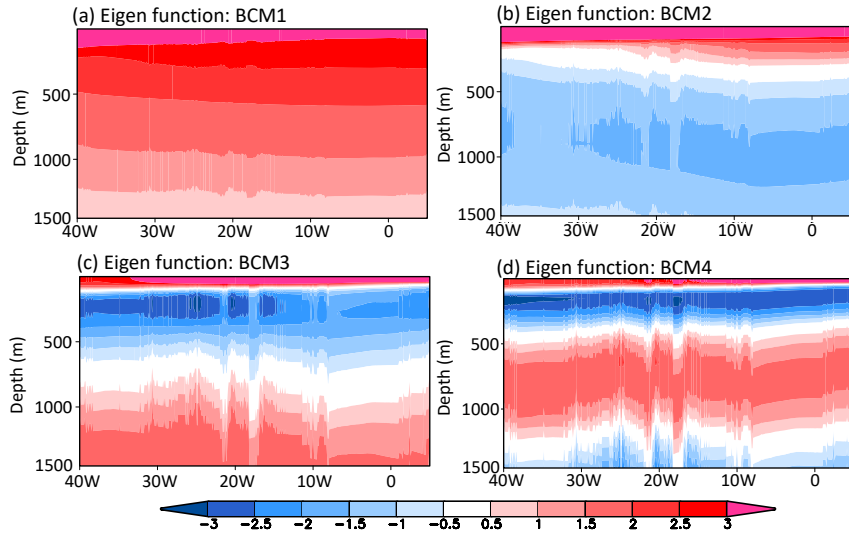 (a) Eigen function: BCM1
(b) Eigen function: BCM2
Depth (m)
500
1000
1500
40W 30W 20W 10W 0
Depth (m)
500
1000
1500
40W 30W 20W 10W 0
(c) Eigen function: BCM3
(d) Eigen function: BCM4
Depth (m)
500
1000
1500
40W 30W 20W 10W 0
Depth (m)
500
1000
1500
40W 30W 20W 10W 0
-3 -2.5 -2 -1.5 -1 -0.5 0.5 1 1.5 2 2.5 3